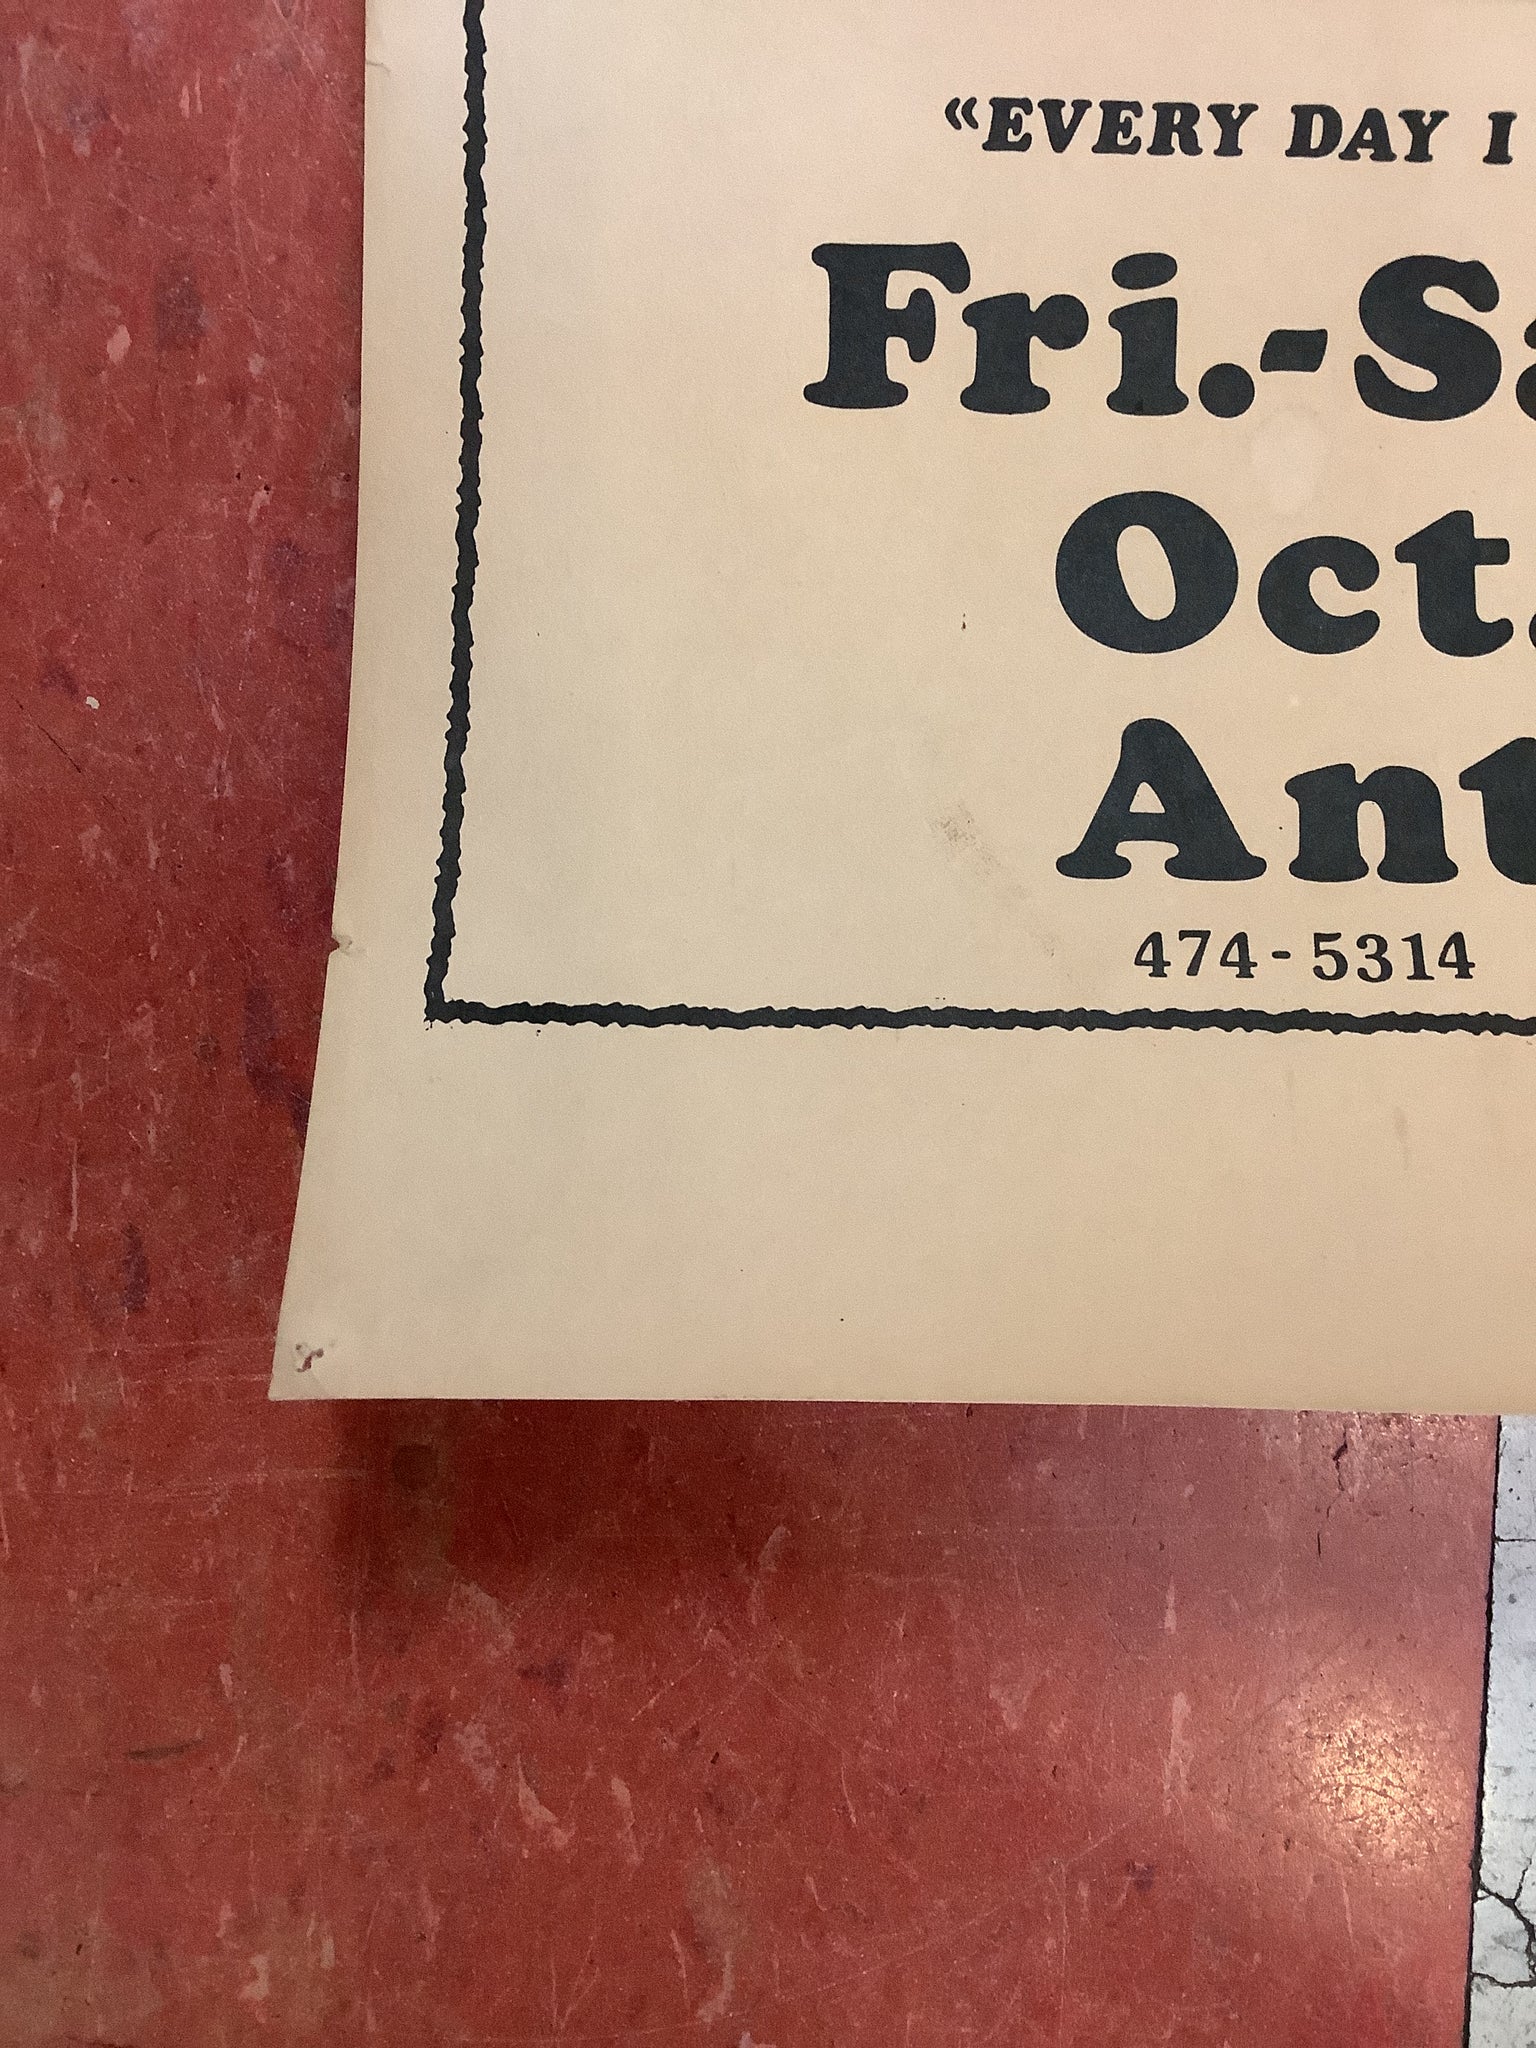 “EVERY DAY I
Fri.-Sa
Oct.
Ant
474-5314